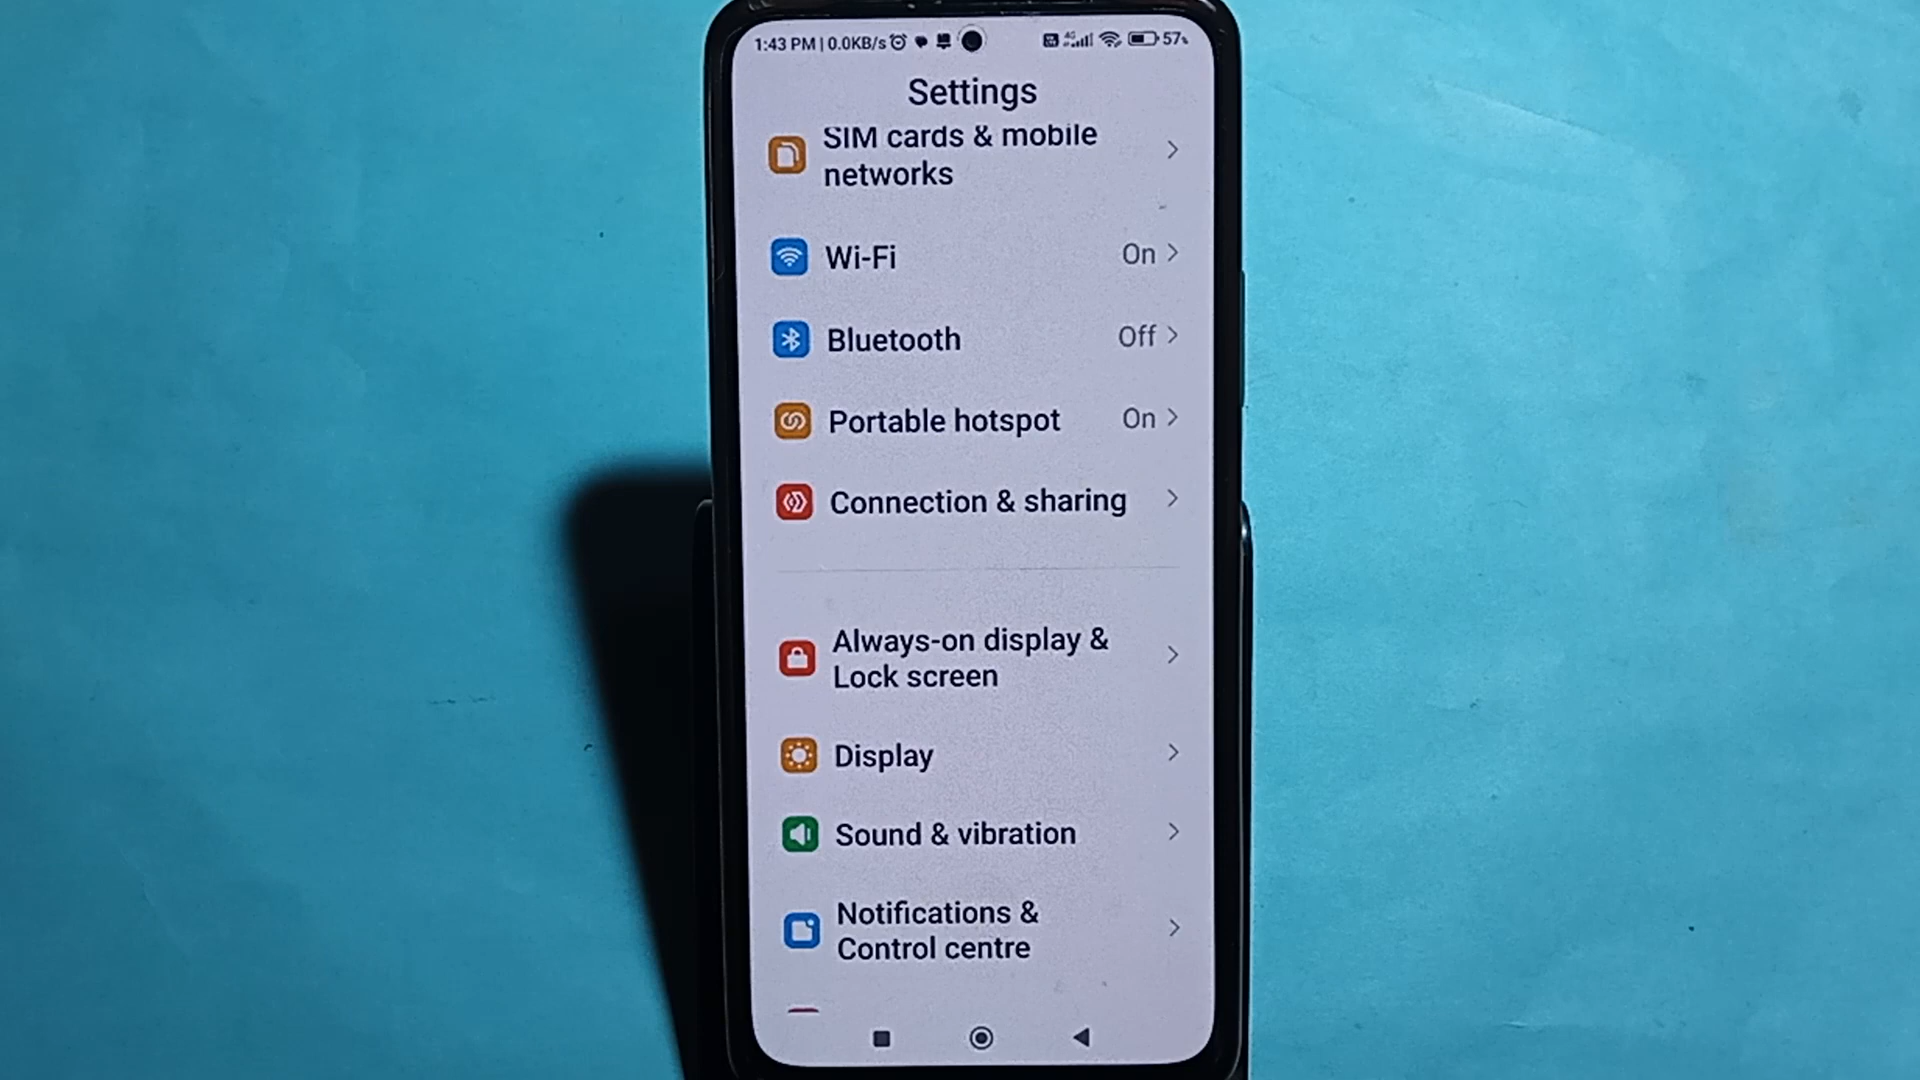 1:43 PM | 0.0KB/s 4G 57%
Settings
SIM cards & mobile
networks
Wi-Fi On
Bluetooth Off
Portable hotspot On
Connection & sharing
Always-on display &
Lock screen
Display
Sound & vibration
Notifications &
Control centre